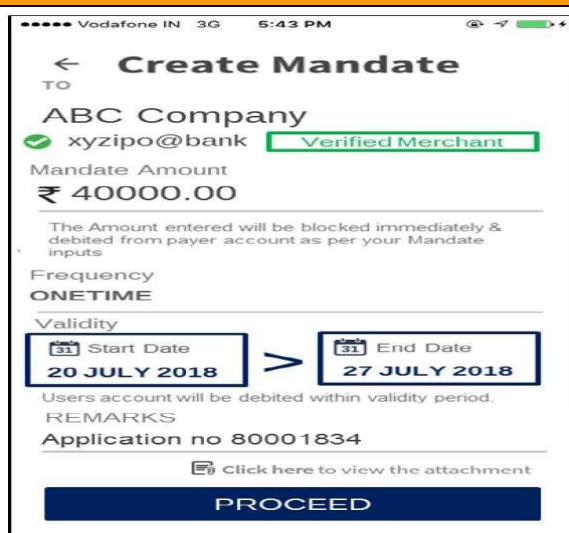 Vodafone IN 3G 5:43 PM
← Create Mandate
TO
ABC Company
xyzipo@bank Verified Merchant
Mandate Amount
₹ 40000.00
The Amount entered will be blocked immediately &
debited from payer account as per your Mandate
inputs
Frequency
ONETIME
Validity
31 Start Date > 31 End Date
20 JULY 2018 27 JULY 2018
Users account will be debited within validity period.
REMARKS
Application no 80001834
Click here to view the attachment
PROCEED